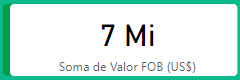 7 Mi
Soma de Valor FOB (US$)